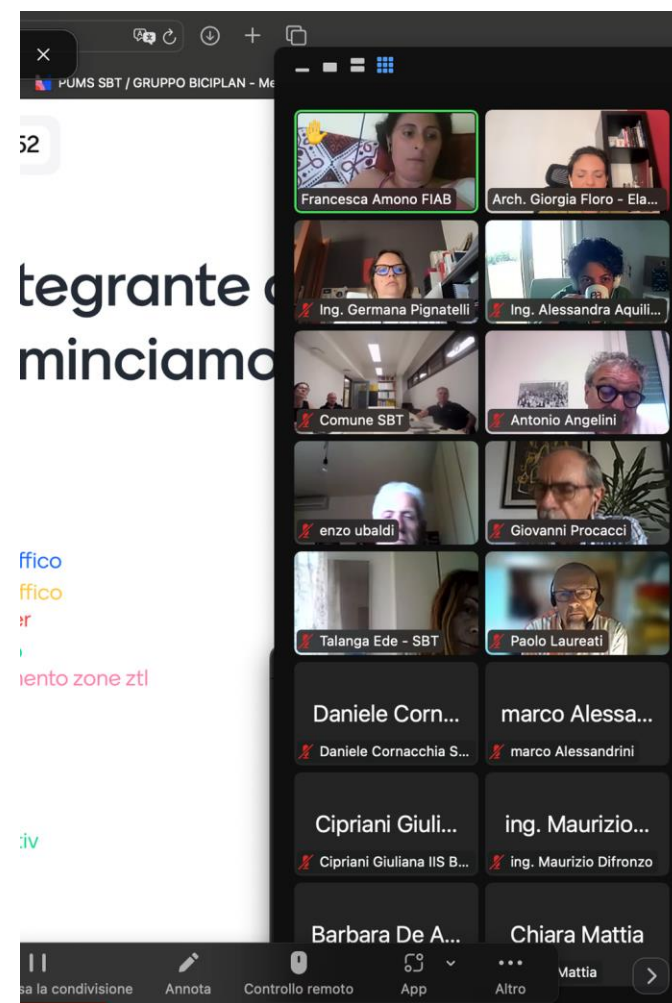 PUMS SBT / GRUPPO BICIPLAN - Me
52
tegrante
minciamo
ffico
ffico
er
mento zone ztl
tiv
Francesca Amono FIAB
Arch. Giorgia Floro - Ela...
Ing. Germana Pignatelli
Ing. Alessandra Aquili...
Comune SBT
Antonio Angelini
enzo ubaldi
Giovanni Procacci
Talanga Ede - SBT
Paolo Laureati
Daniele Corn...
Daniele Cornacchia S...
marco Alessa...
marco Alessandrini
Cipriani Giuli...
Cipriani Giuliana IIS B...
ing. Maurizio...
ing. Maurizio Difronzo
Barbara De A...
Chiara Mattia
Mattia
sa la condivisione
Annota
Controllo remoto
App
Altro